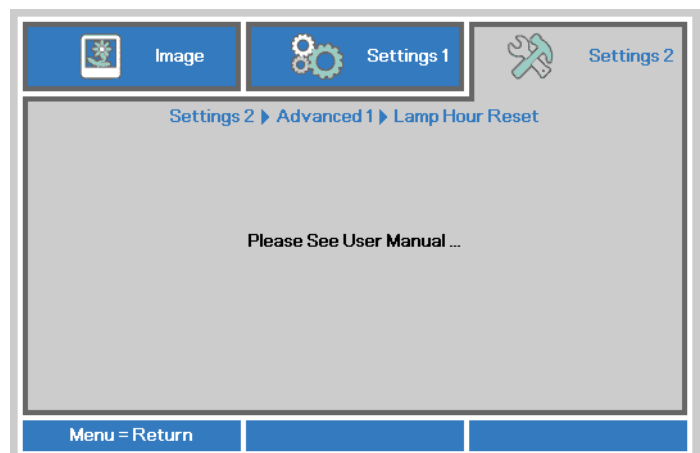 Image
Settings 1
Settings 2
Settings 2 ▶ Advanced 1 ▶ Lamp Hour Reset
Please See User Manual ...
Menu = Return